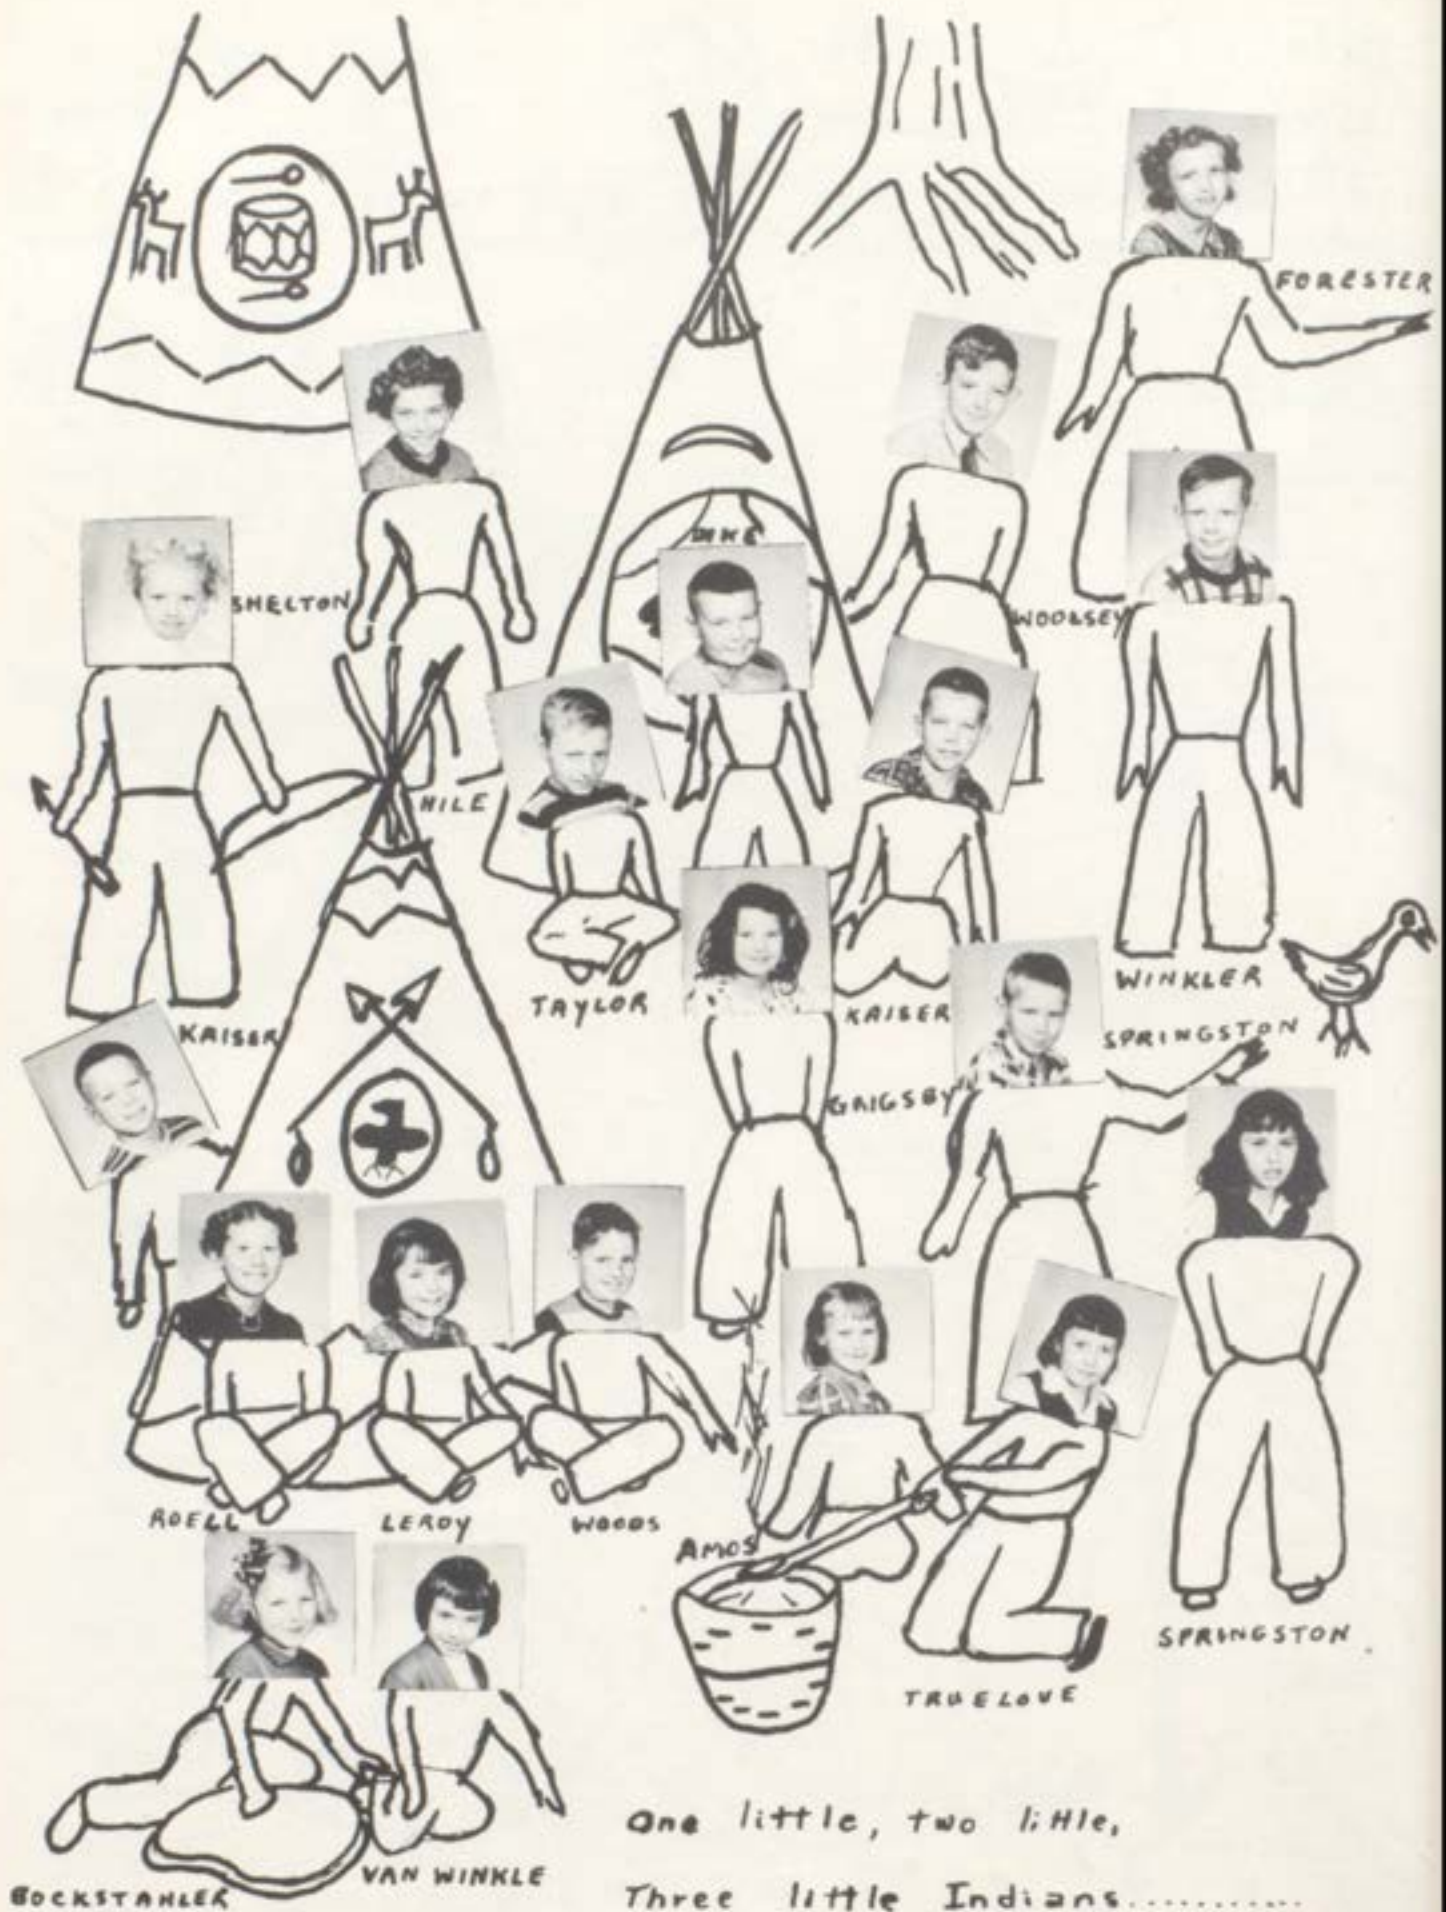 FORESTER
DIKE
SHELTON
WOOLSEY
HILE
WINKLER
TAYLOR
KAISER
KAISER
SPRINGSTON
GRIGSBY
ROELL
LEROY
WOODS
AMOS
SPRINGSTON
TRUELOVE
VAN WINKLE
BOCKSTAHLER
One little, two little,
Three little Indians............